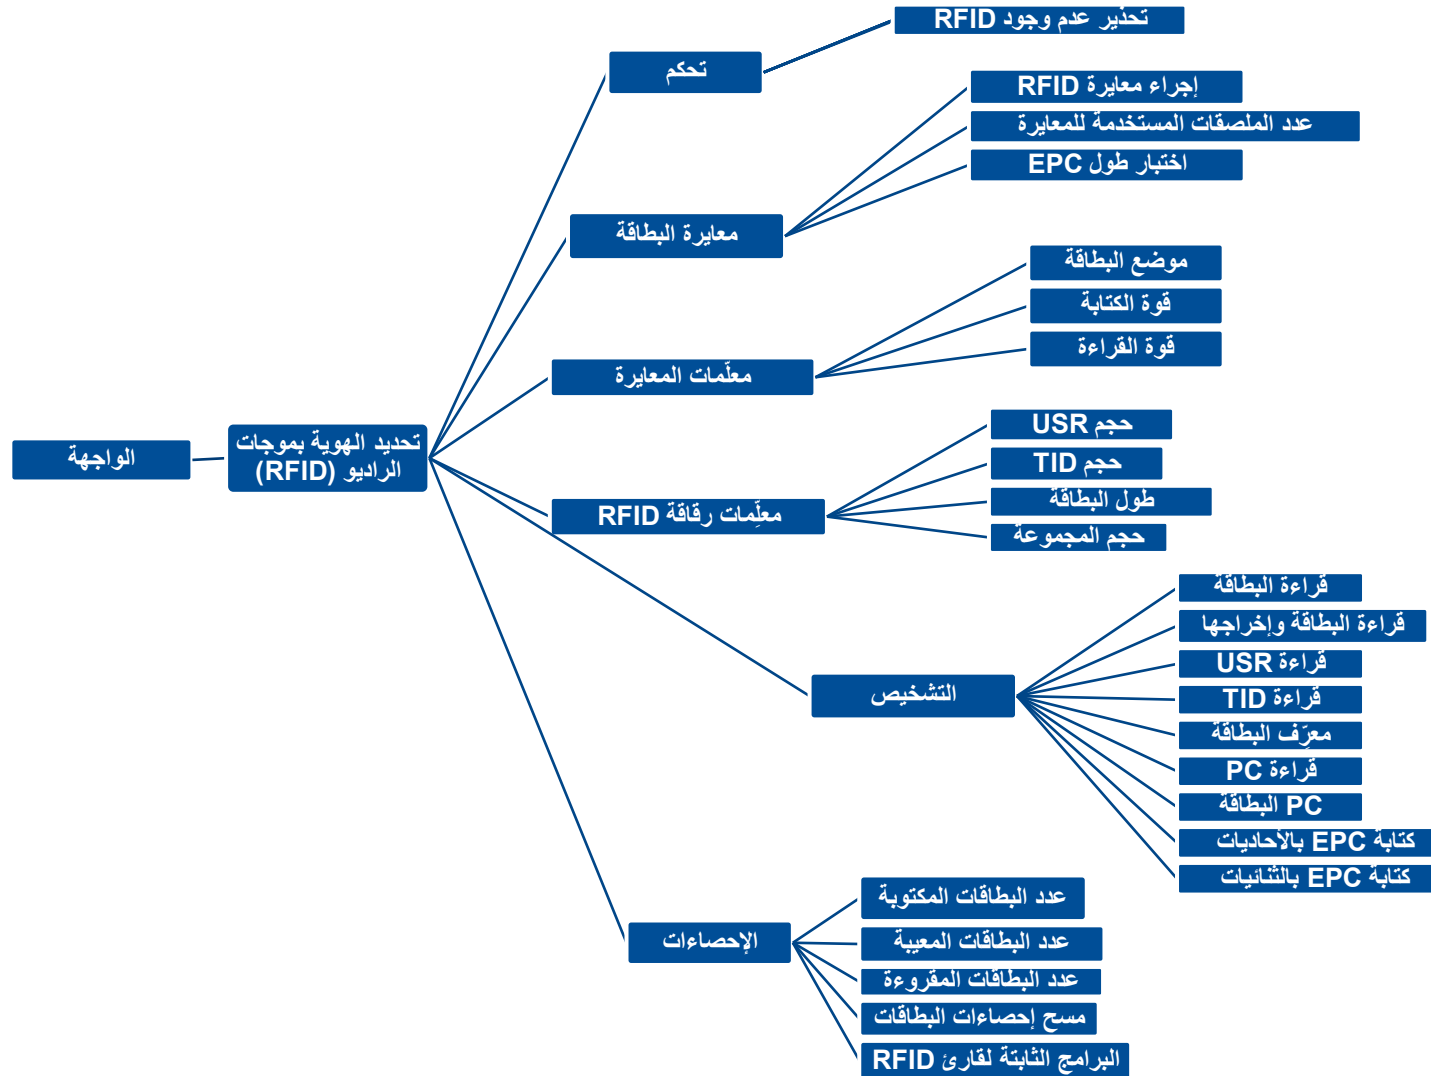 الواجهة
تحديد الهوية بموجات
الراديو (RFID)
تحكم
تحذير عدم وجود RFID
معايرة البطاقة
إجراء معايرة RFID
عدد الملصقات المستخدمة للمعايرة
اختبار طول EPC
معلّمات المعايرة
موضع البطاقة
قوة الكتابة
قوة القراءة
معلّمات رقاقة RFID
حجم USR
حجم TID
طول البطاقة
حجم المجموعة
التشخيص
قراءة البطاقة
قراءة البطاقة وإخراجها
قراءة USR
قراءة TID
معرّف البطاقة
قراءة PC
PC البطاقة
كتابة EPC بالأحاديات
كتابة EPC بالثنائيات
الإحصاءات
عدد البطاقات المكتوبة
عدد البطاقات المعيبة
عدد البطاقات المقروءة
مسح إحصاءات البطاقات
البرامج الثابتة لقارئ RFID